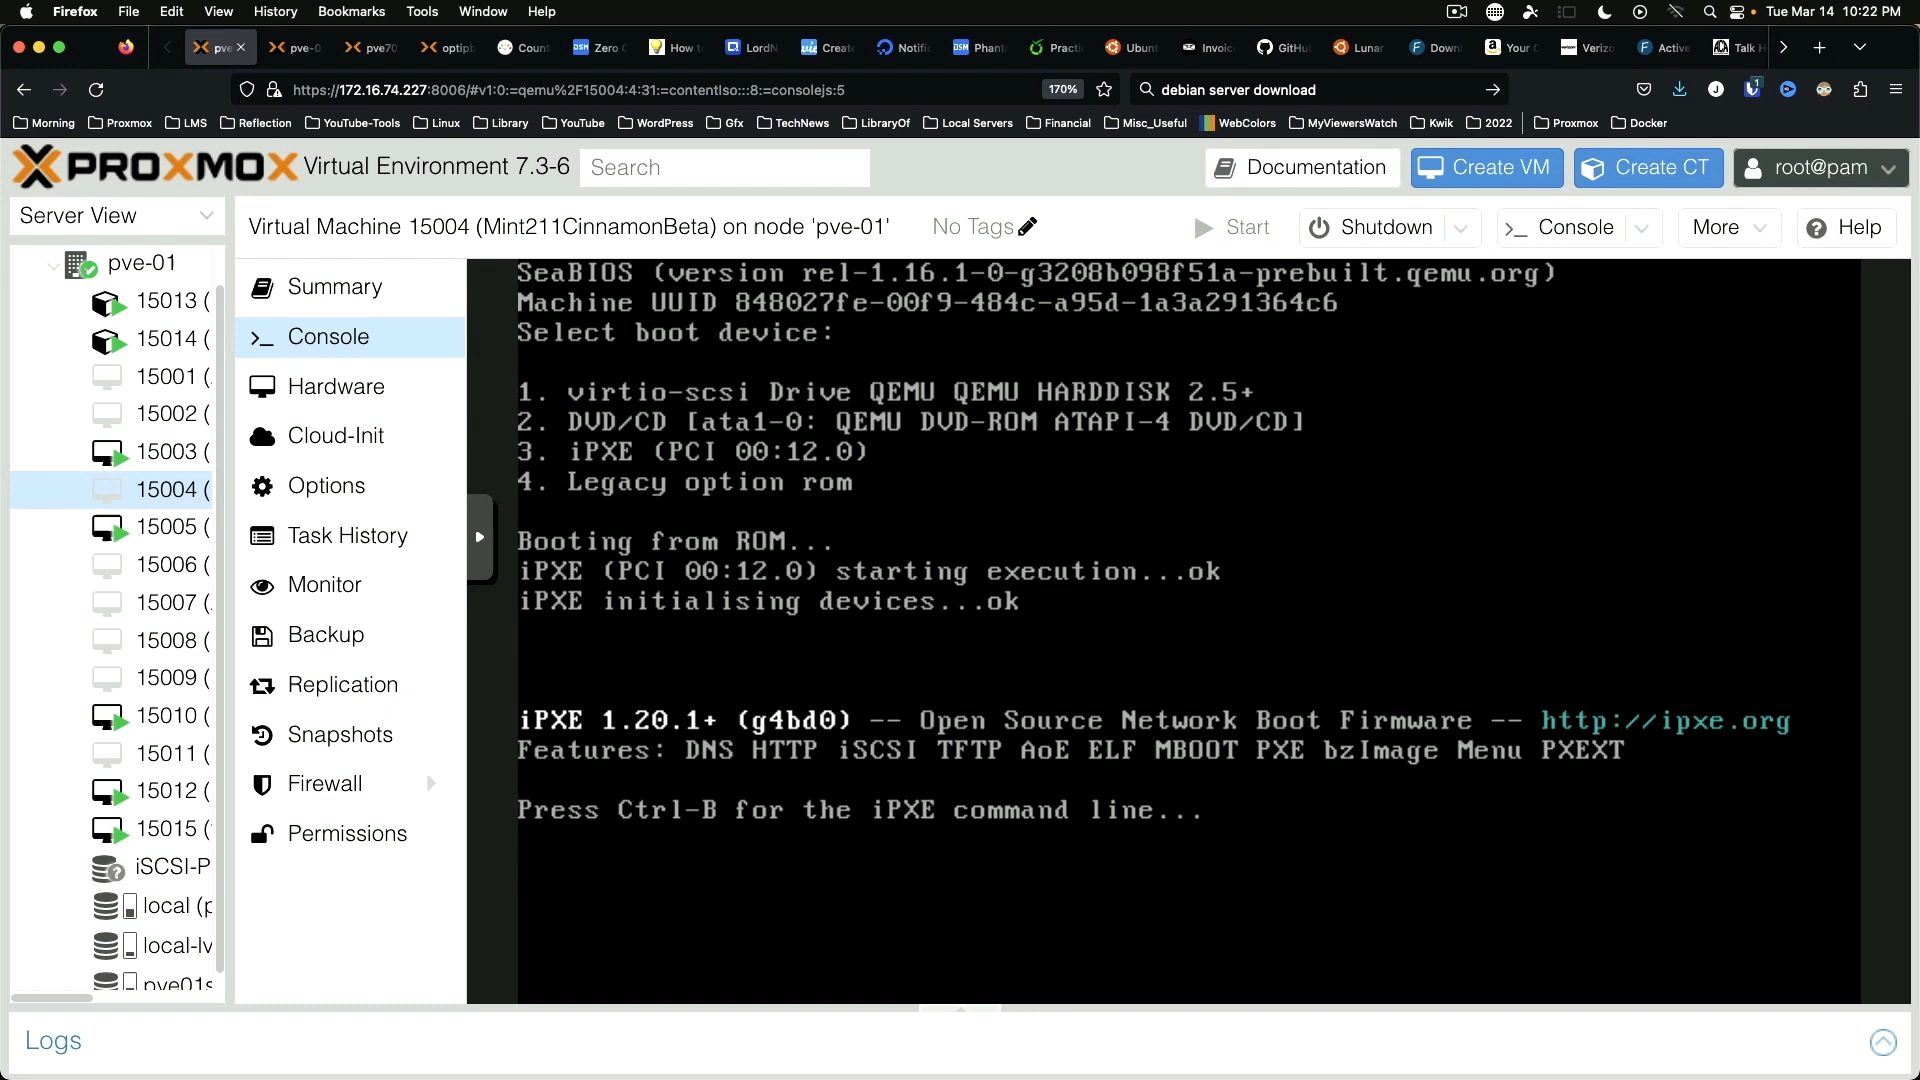 Firefox File Edit View History Bookmarks Tools Window Help Tue Mar 14 10:22 PM
pve pve-0 pve70 optipl Count Zero How t LordN Create Notifi Phant Practi Ubunt Invoic GitHu Lunar Down Your Verizo Active Talk H
https://172.16.74.227:8006/#v1:0:=qemu%2F15004:4:31:=contentIso:::8:=consolejs:5 170% debian server download 1
Morning Proxmox LMS Reflection YouTube-Tools Linux Library YouTube WordPress Gfx TechNews LibraryOf Local Servers Financial Misc_Useful WebColors MyViewersWatch Kwik 2022 Proxmox Docker
PROXMOX Virtual Environment 7.3-6 Search Documentation Create VM Create CT root@pam
Server View
Virtual Machine 15004 (Mint211CinnamonBeta) on node 'pve-01' No Tags Start Shutdown Console More Help
pve-01
15013 (
15014 (
15001 (
15002 (
15003 (
15004 (
15005 (
15006 (
15007 (
15008 (
15009 (
15010 (
15011 (
15012 (
15015 (
iSCSI-P
local (p
local-lv
pve01s
Summary
Console
Hardware
Cloud-Init
Options
Task History
Monitor
Backup
Replication
Snapshots
Firewall
Permissions
SeaBIOS (version rel-1.16.1-0-g3208b098f51a-prebuilt.qemu.org)
Machine UUID 848027fe-00f9-484c-a95d-1a3a291364c6
Select boot device:
1. virtio-scsi Drive QEMU QEMU HARDDISK 2.5+
2. DVD/CD [ata1-0: QEMU DVD-ROM ATAPI-4 DVD/CD]
3. iPXE (PCI 00:12.0)
4. Legacy option rom
Booting from ROM...
iPXE (PCI 00:12.0) starting execution...ok
iPXE initialising devices...ok
iPXE 1.20.1+ (g4bd0) -- Open Source Network Boot Firmware -- http://ipxe.org
Features: DNS HTTP iSCSI TFTP AoE ELF MBOOT PXE bzImage Menu PXEXT
Press Ctrl-B for the iPXE command line...
Logs